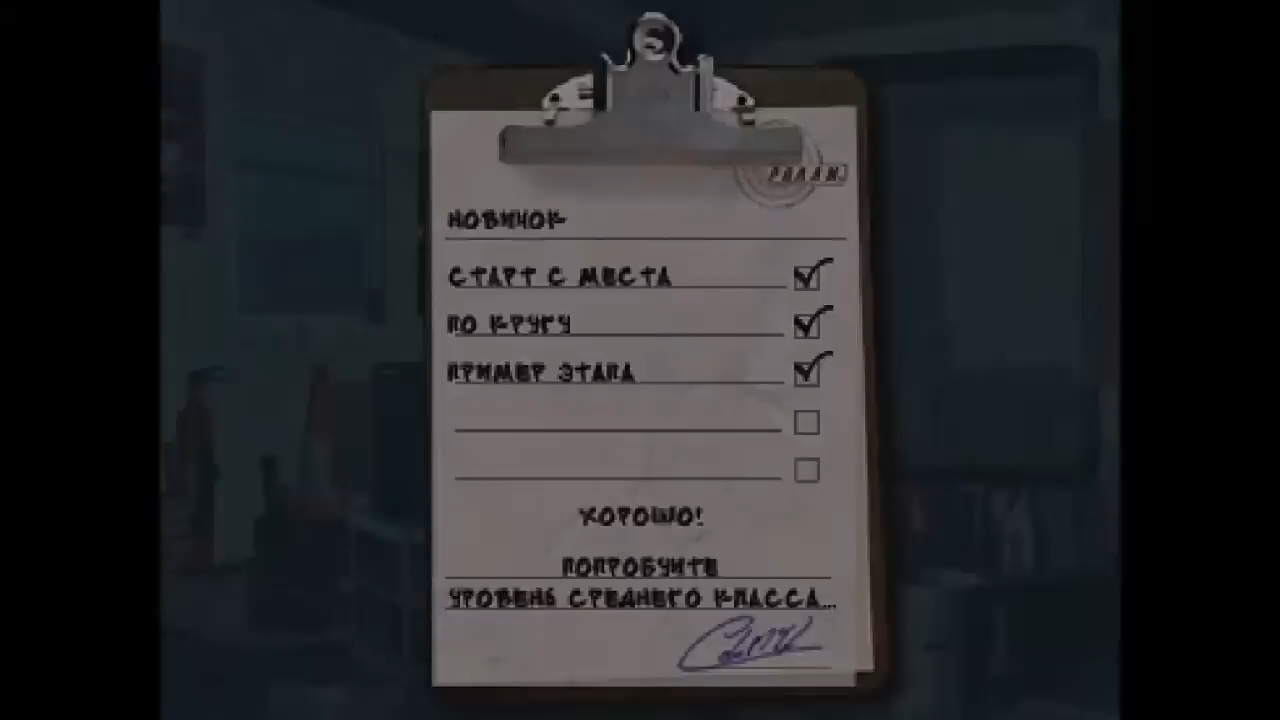 НОВИЧОК
СТАРТ С МЕСТА
ПО КРУГУ
ПРИМЕР ЭТАПА
ХОРОШО!
ПОПРОБУЙТЕ
УРОВЕНЬ СРЕДНЕГО КЛАССА...